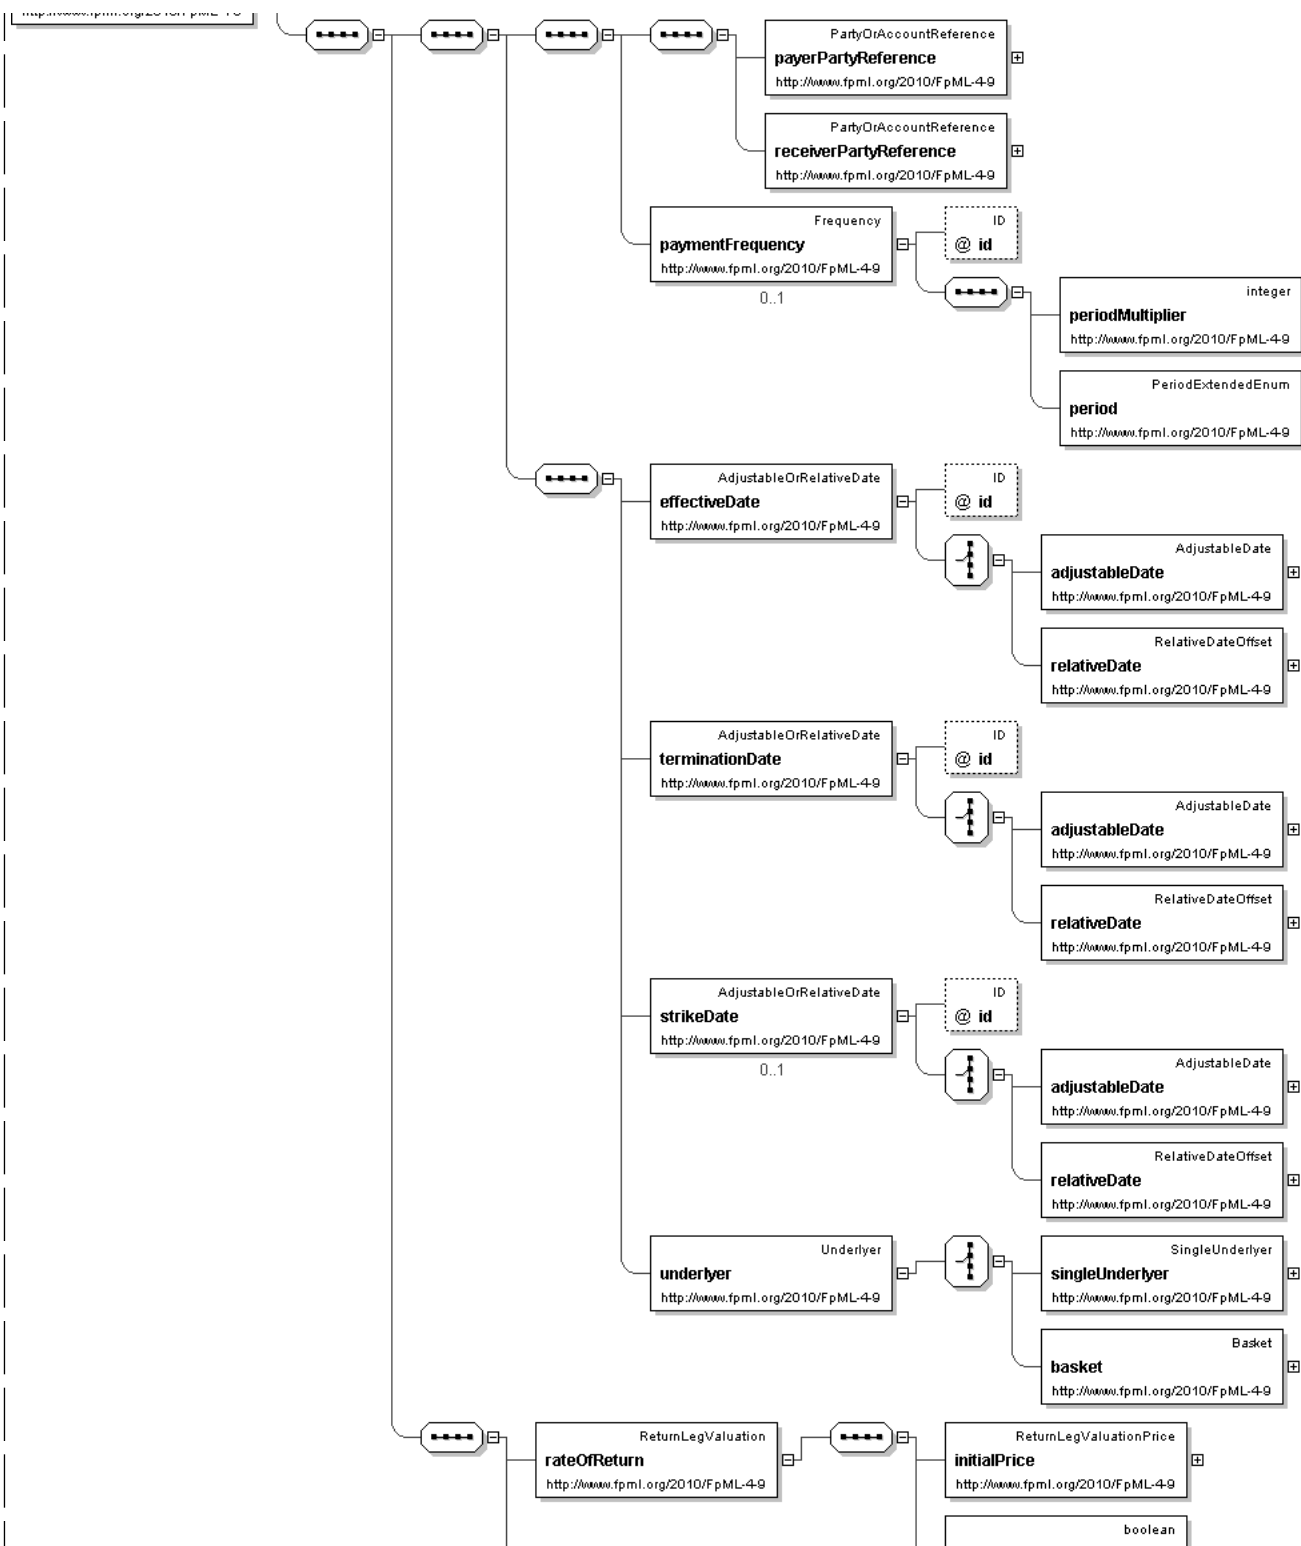 PartyOrAccountReference
payerPartyReference
http://www.fpml.org/2010/FpML-4-9
PartyOrAccountReference
receiverPartyReference
http://www.fpml.org/2010/FpML-4-9
Frequency
paymentFrequency
http://www.fpml.org/2010/FpML-4-9
0..1
ID
@ id
integer
periodMultiplier
http://www.fpml.org/2010/FpML-4-9
PeriodExtendedEnum
period
http://www.fpml.org/2010/FpML-4-9
AdjustableOrRelativeDate
effectiveDate
http://www.fpml.org/2010/FpML-4-9
ID
@ id
AdjustableDate
adjustableDate
http://www.fpml.org/2010/FpML-4-9
RelativeDateOffset
relativeDate
http://www.fpml.org/2010/FpML-4-9
AdjustableOrRelativeDate
terminationDate
http://www.fpml.org/2010/FpML-4-9
ID
@ id
AdjustableDate
adjustableDate
http://www.fpml.org/2010/FpML-4-9
RelativeDateOffset
relativeDate
http://www.fpml.org/2010/FpML-4-9
AdjustableOrRelativeDate
strikeDate
http://www.fpml.org/2010/FpML-4-9
0..1
ID
@ id
AdjustableDate
adjustableDate
http://www.fpml.org/2010/FpML-4-9
RelativeDateOffset
relativeDate
http://www.fpml.org/2010/FpML-4-9
Underlyer
underlyer
http://www.fpml.org/2010/FpML-4-9
SingleUnderlyer
singleUnderlyer
http://www.fpml.org/2010/FpML-4-9
Basket
basket
http://www.fpml.org/2010/FpML-4-9
ReturnLegValuation
rateOfReturn
http://www.fpml.org/2010/FpML-4-9
ReturnLegValuationPrice
initialPrice
http://www.fpml.org/2010/FpML-4-9
boolean